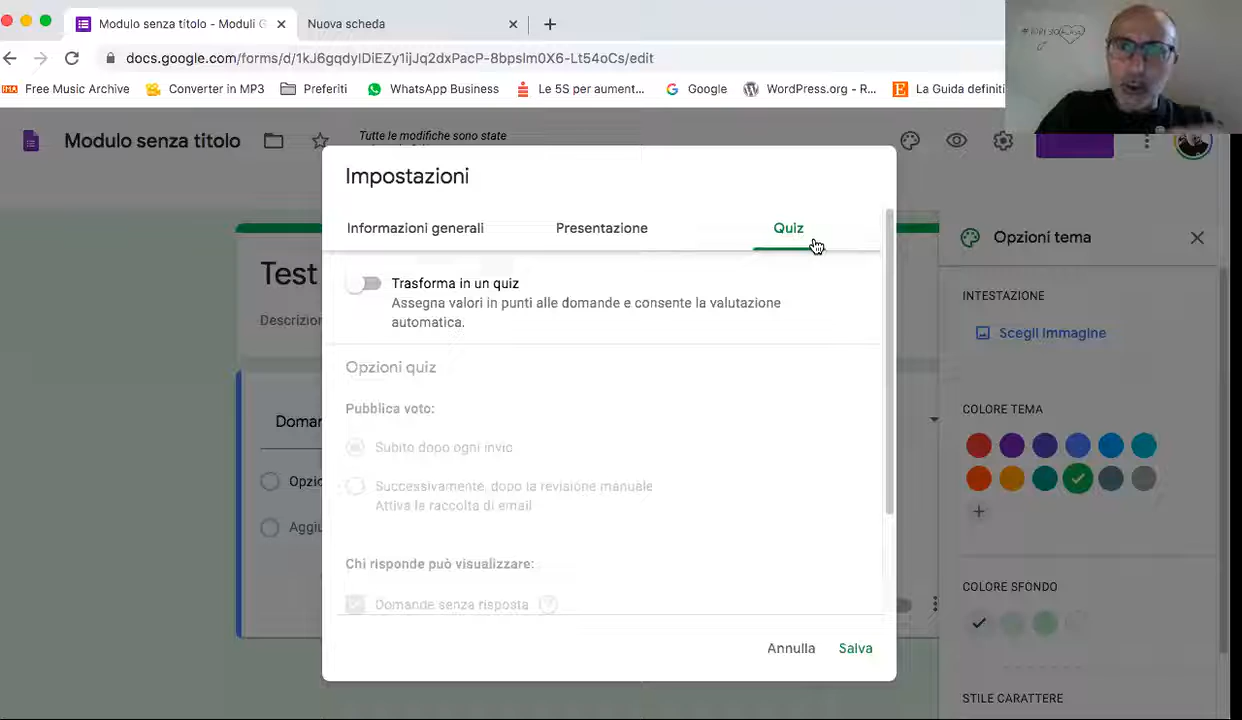 Modulo senza titolo - Moduli G
Nuova scheda
docs.google.com/forms/d/1kJ6gqdylDiEZy1ijJq2dxPacP-8bpslm0X6-Lt54oCs/edit
Free Music Archive
Converter in MP3
Preferiti
WhatsApp Business
Le 5S per aument...
Google
WordPress.org - R...
La Guida definiti
Modulo senza titolo
Tutte le modifiche sono state
Impostazioni
Informazioni generali
Presentazione
Quiz
Trasforma in un quiz
Assegna valori in punti alle domande e consente la valutazione
automatica.
Opzioni quiz
Pubblica voto:
Subito dopo ogni invio
Successivamente, dopo la revisione manuale
Attiva la raccolta di email
Chi risponde può visualizzare:
Domande senza risposta
Annulla
Salva
Test
Descrizion
Doman
Opzio
Aggiu
Opzioni tema
INTESTAZIONE
Scegli immagine
COLORE TEMA
COLORE SFONDO
STILE CARATTERE